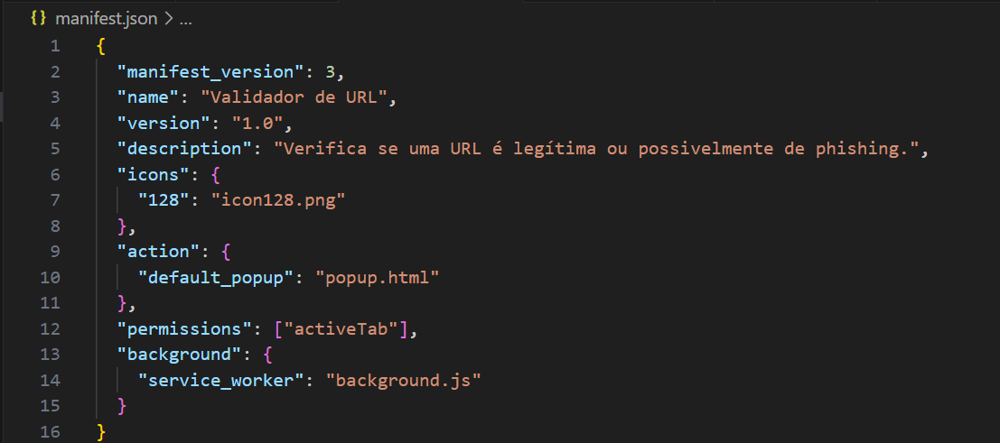 {} manifest.json > ...
1 {
2   "manifest_version": 3,
3   "name": "Validador de URL",
4   "version": "1.0",
5   "description": "Verifica se uma URL é legítima ou possivelmente de phishing.",
6   "icons": {
7     "128": "icon128.png"
8   },
9   "action": {
10     "default_popup": "popup.html"
11   },
12   "permissions": ["activeTab"],
13   "background": {
14     "service_worker": "background.js"
15   }
16 }